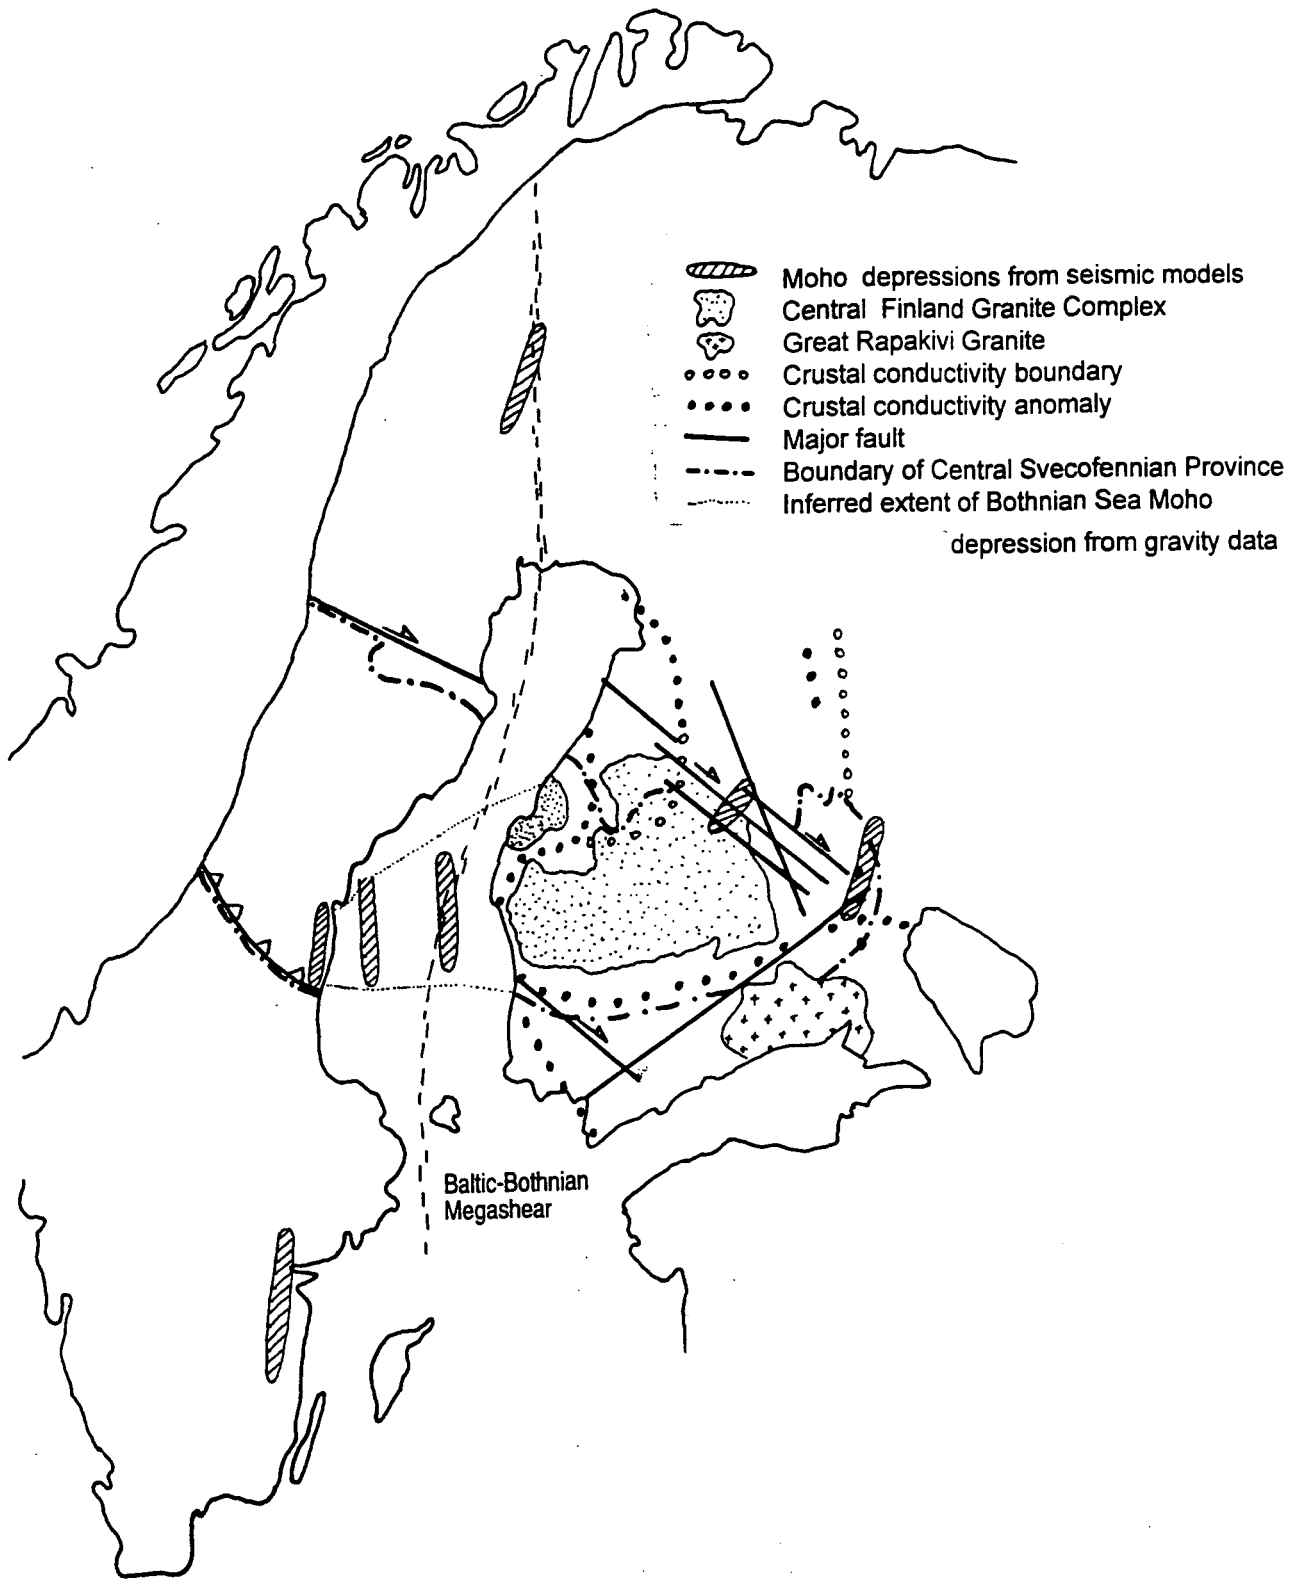 Moho depressions from seismic models
Central Finland Granite Complex
Great Rapakivi Granite
Crustal conductivity boundary
Crustal conductivity anomaly
Major fault
Boundary of Central Svecofennian Province
Inferred extent of Bothnian Sea Moho
depression from gravity data
Baltic-Bothnian
Megashear